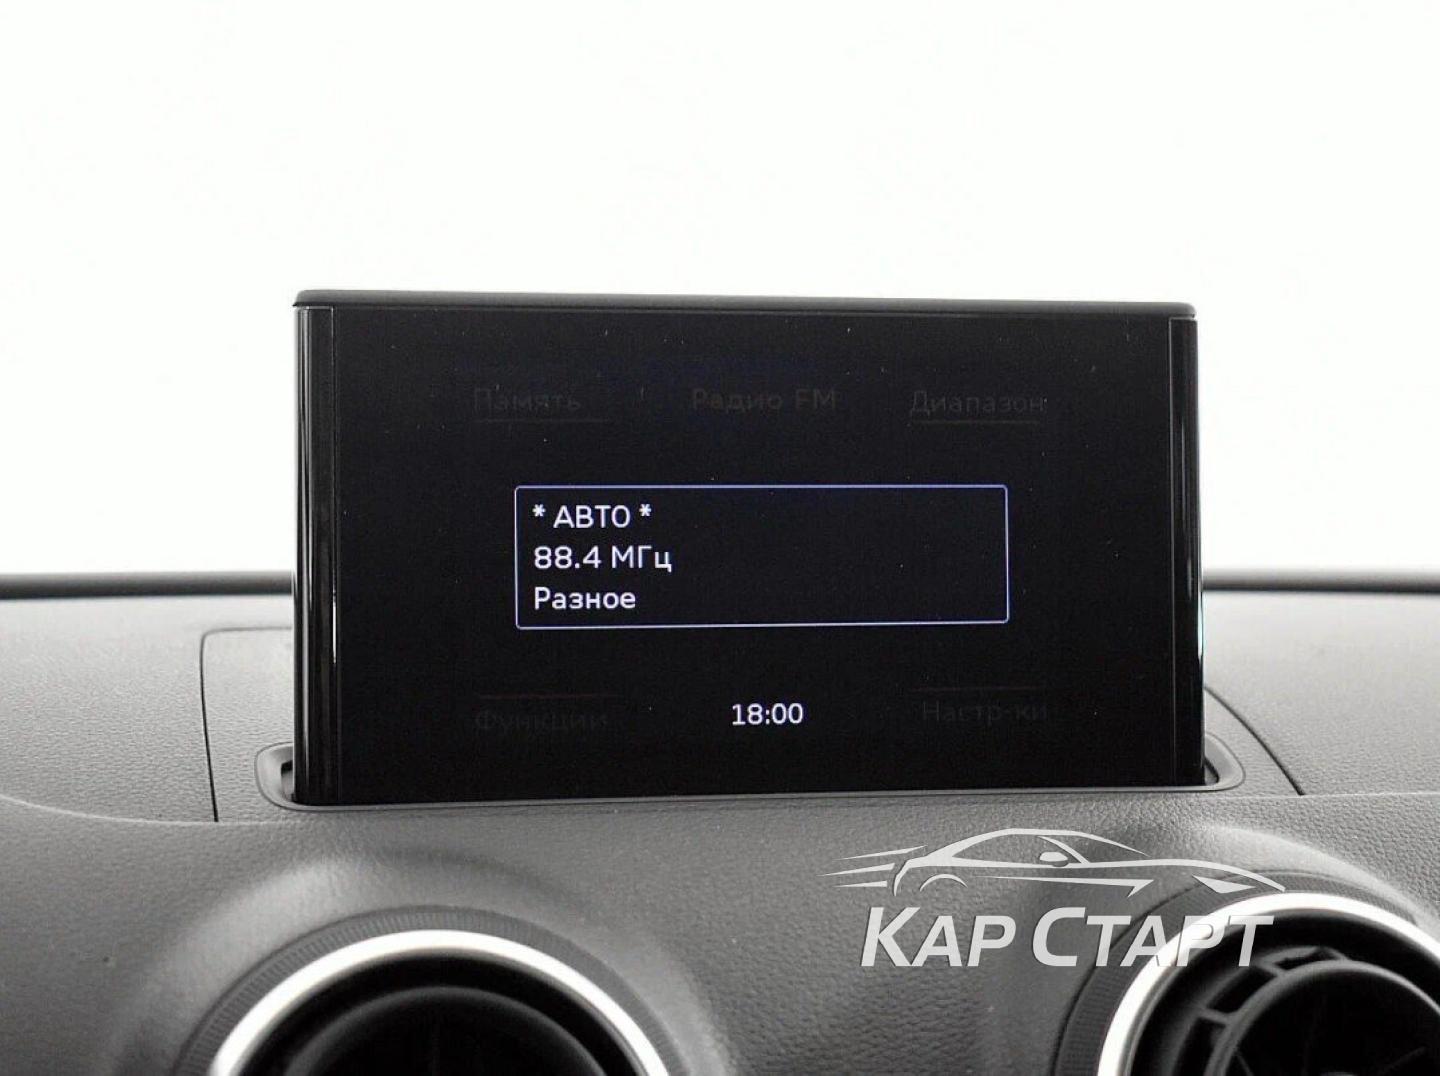 Память
Радио FM
Диапазон
* АВТО *
88.4 МГц
Разное
Функции
18:00
Настр-ки
КАР СТАРТ